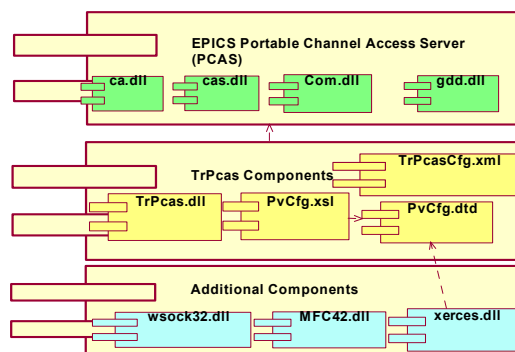 EPICS Portable Channel Access Server
(PCAS)
ca.dll
cas.dll
Com.dll
gdd.dll
TrPcasCfg.xml
TrPcas Components
TrPcas.dll
PvCfg.xsl
PvCfg.dtd
Additional Components
wsock32.dll
MFC42.dll
xerces.dll